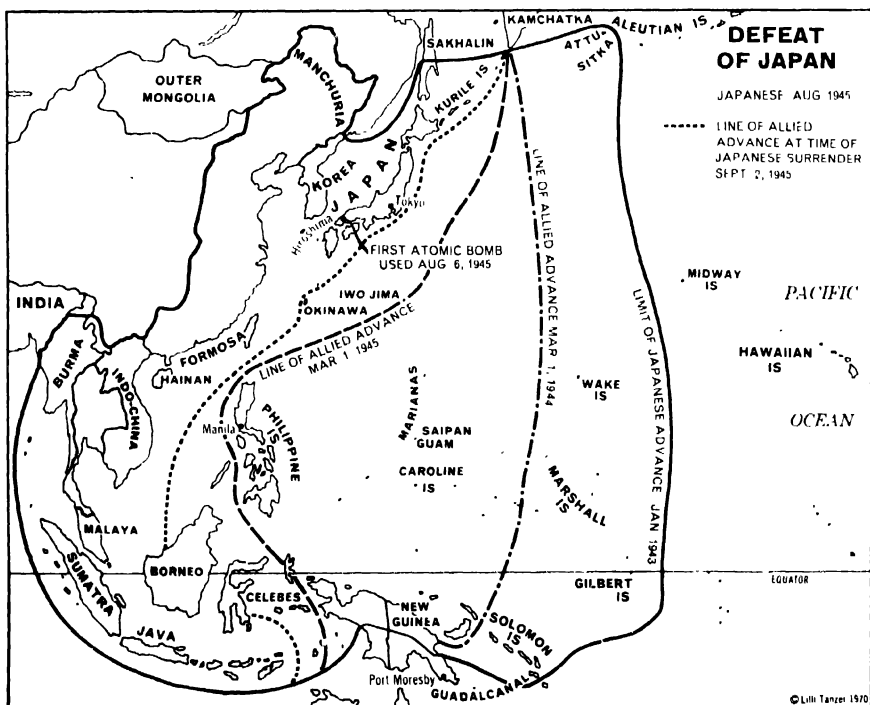 DEFEAT
OF JAPAN
JAPANESE AUG 1945
LINE OF ALLIED
ADVANCE AT TIME OF
JAPANESE SURRENDER
SEPT 2, 1945
KAMCHATKA
ALEUTIAN IS
ATTU
SITKA
SAKHALIN
KURILE IS
OUTER
MONGOLIA
MANCHURIA
KOREA
JAPAN
Tokyo
Hiroshima
FIRST ATOMIC BOMB
USED AUG 6, 1945
IWO JIMA
OKINAWA
LINE OF ALLIED ADVANCE
MAR 1 1945
LINE OF ALLIED ADVANCE MAR 1, 1944
LIMIT OF JAPANESE ADVANCE JAN 1943
MIDWAY
IS
PACIFIC
HAWAIIAN
IS
OCEAN
INDIA
BURMA
FORMOSA
HAINAN
INDO-CHINA
Manila
PHILIPPINE
IS
MARIANAS
SAIPAN
GUAM
CAROLINE
IS
WAKE
IS
MARSHALL
IS
MALAYA
SUMATRA
BORNEO
CELEBES
JAVA
NEW
GUINEA
GILBERT
IS
EQUATOR
SOLOMON
IS
Port Moresby
GUADALCANAL
© Lilli Tanzer 1970